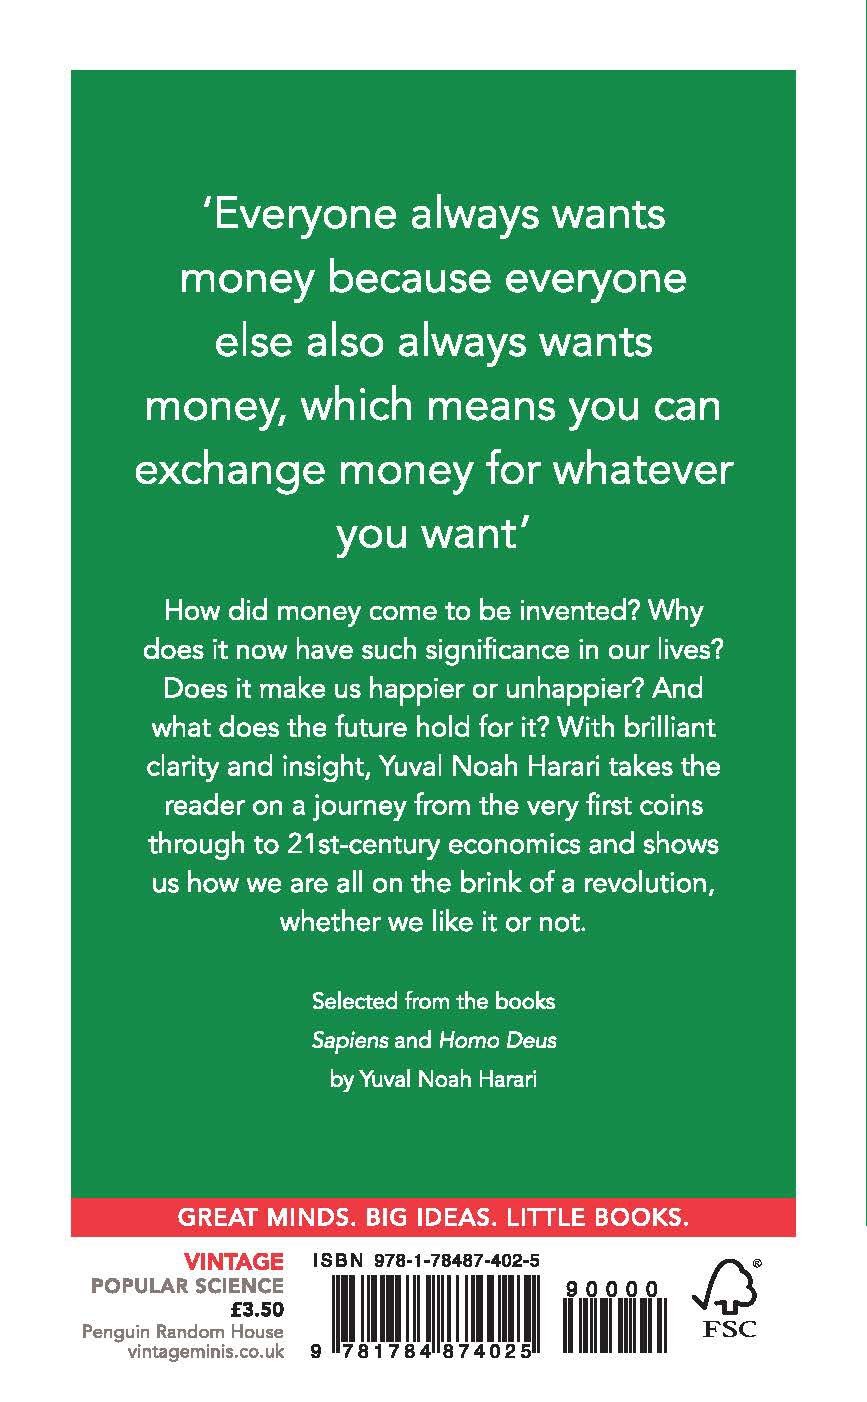 ‘Everyone always wants
money because everyone
else also always wants
money, which means you can
exchange money for whatever
you want’
How did money come to be invented? Why
does it now have such significance in our lives?
Does it make us happier or unhappier? And
what does the future hold for it? With brilliant
clarity and insight, Yuval Noah Harari takes the
reader on a journey from the very first coins
through to 21st-century economics and shows
us how we are all on the brink of a revolution,
whether we like it or not.
Selected from the books
Sapiens and Homo Deus
by Yuval Noah Harari
GREAT MINDS. BIG IDEAS. LITTLE BOOKS.
VINTAGE
POPULAR SCIENCE
£3.50
Penguin Random House
vintageminis.co.uk
ISBN 978-1-78487-402-5
9 781784 874025
90000
®
FSC